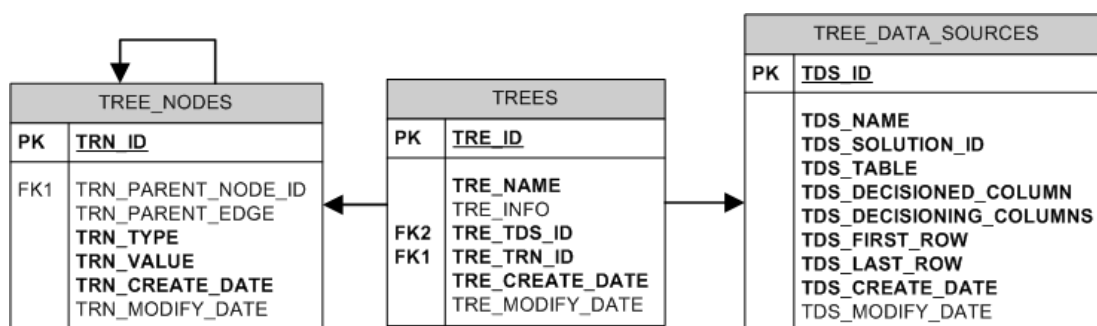 TREE_NODES
PK TRN_ID
FK1 TRN_PARENT_NODE_ID
TRN_PARENT_EDGE
TRN_TYPE
TRN_VALUE
TRN_CREATE_DATE
TRN_MODIFY_DATE
TREES
PK TRE_ID
TRE_NAME
TRE_INFO
FK2 TRE_TDS_ID
FK1 TRE_TRN_ID
TRE_CREATE_DATE
TRE_MODIFY_DATE
TREE_DATA_SOURCES
PK TDS_ID
TDS_NAME
TDS_SOLUTION_ID
TDS_TABLE
TDS_DECISIONED_COLUMN
TDS_DECISIONING_COLUMNS
TDS_FIRST_ROW
TDS_LAST_ROW
TDS_CREATE_DATE
TDS_MODIFY_DATE